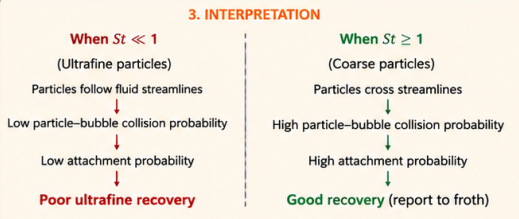 3. INTERPRETATION
When St ≪ 1
(Ultrafine particles)
Particles follow fluid streamlines
↓
Low particle–bubble collision probability
↓
Low attachment probability
↓
Poor ultrafine recovery
When St ≥ 1
(Coarse particles)
Particles cross streamlines
↓
High particle–bubble collision probability
↓
High attachment probability
↓
Good recovery (report to froth)